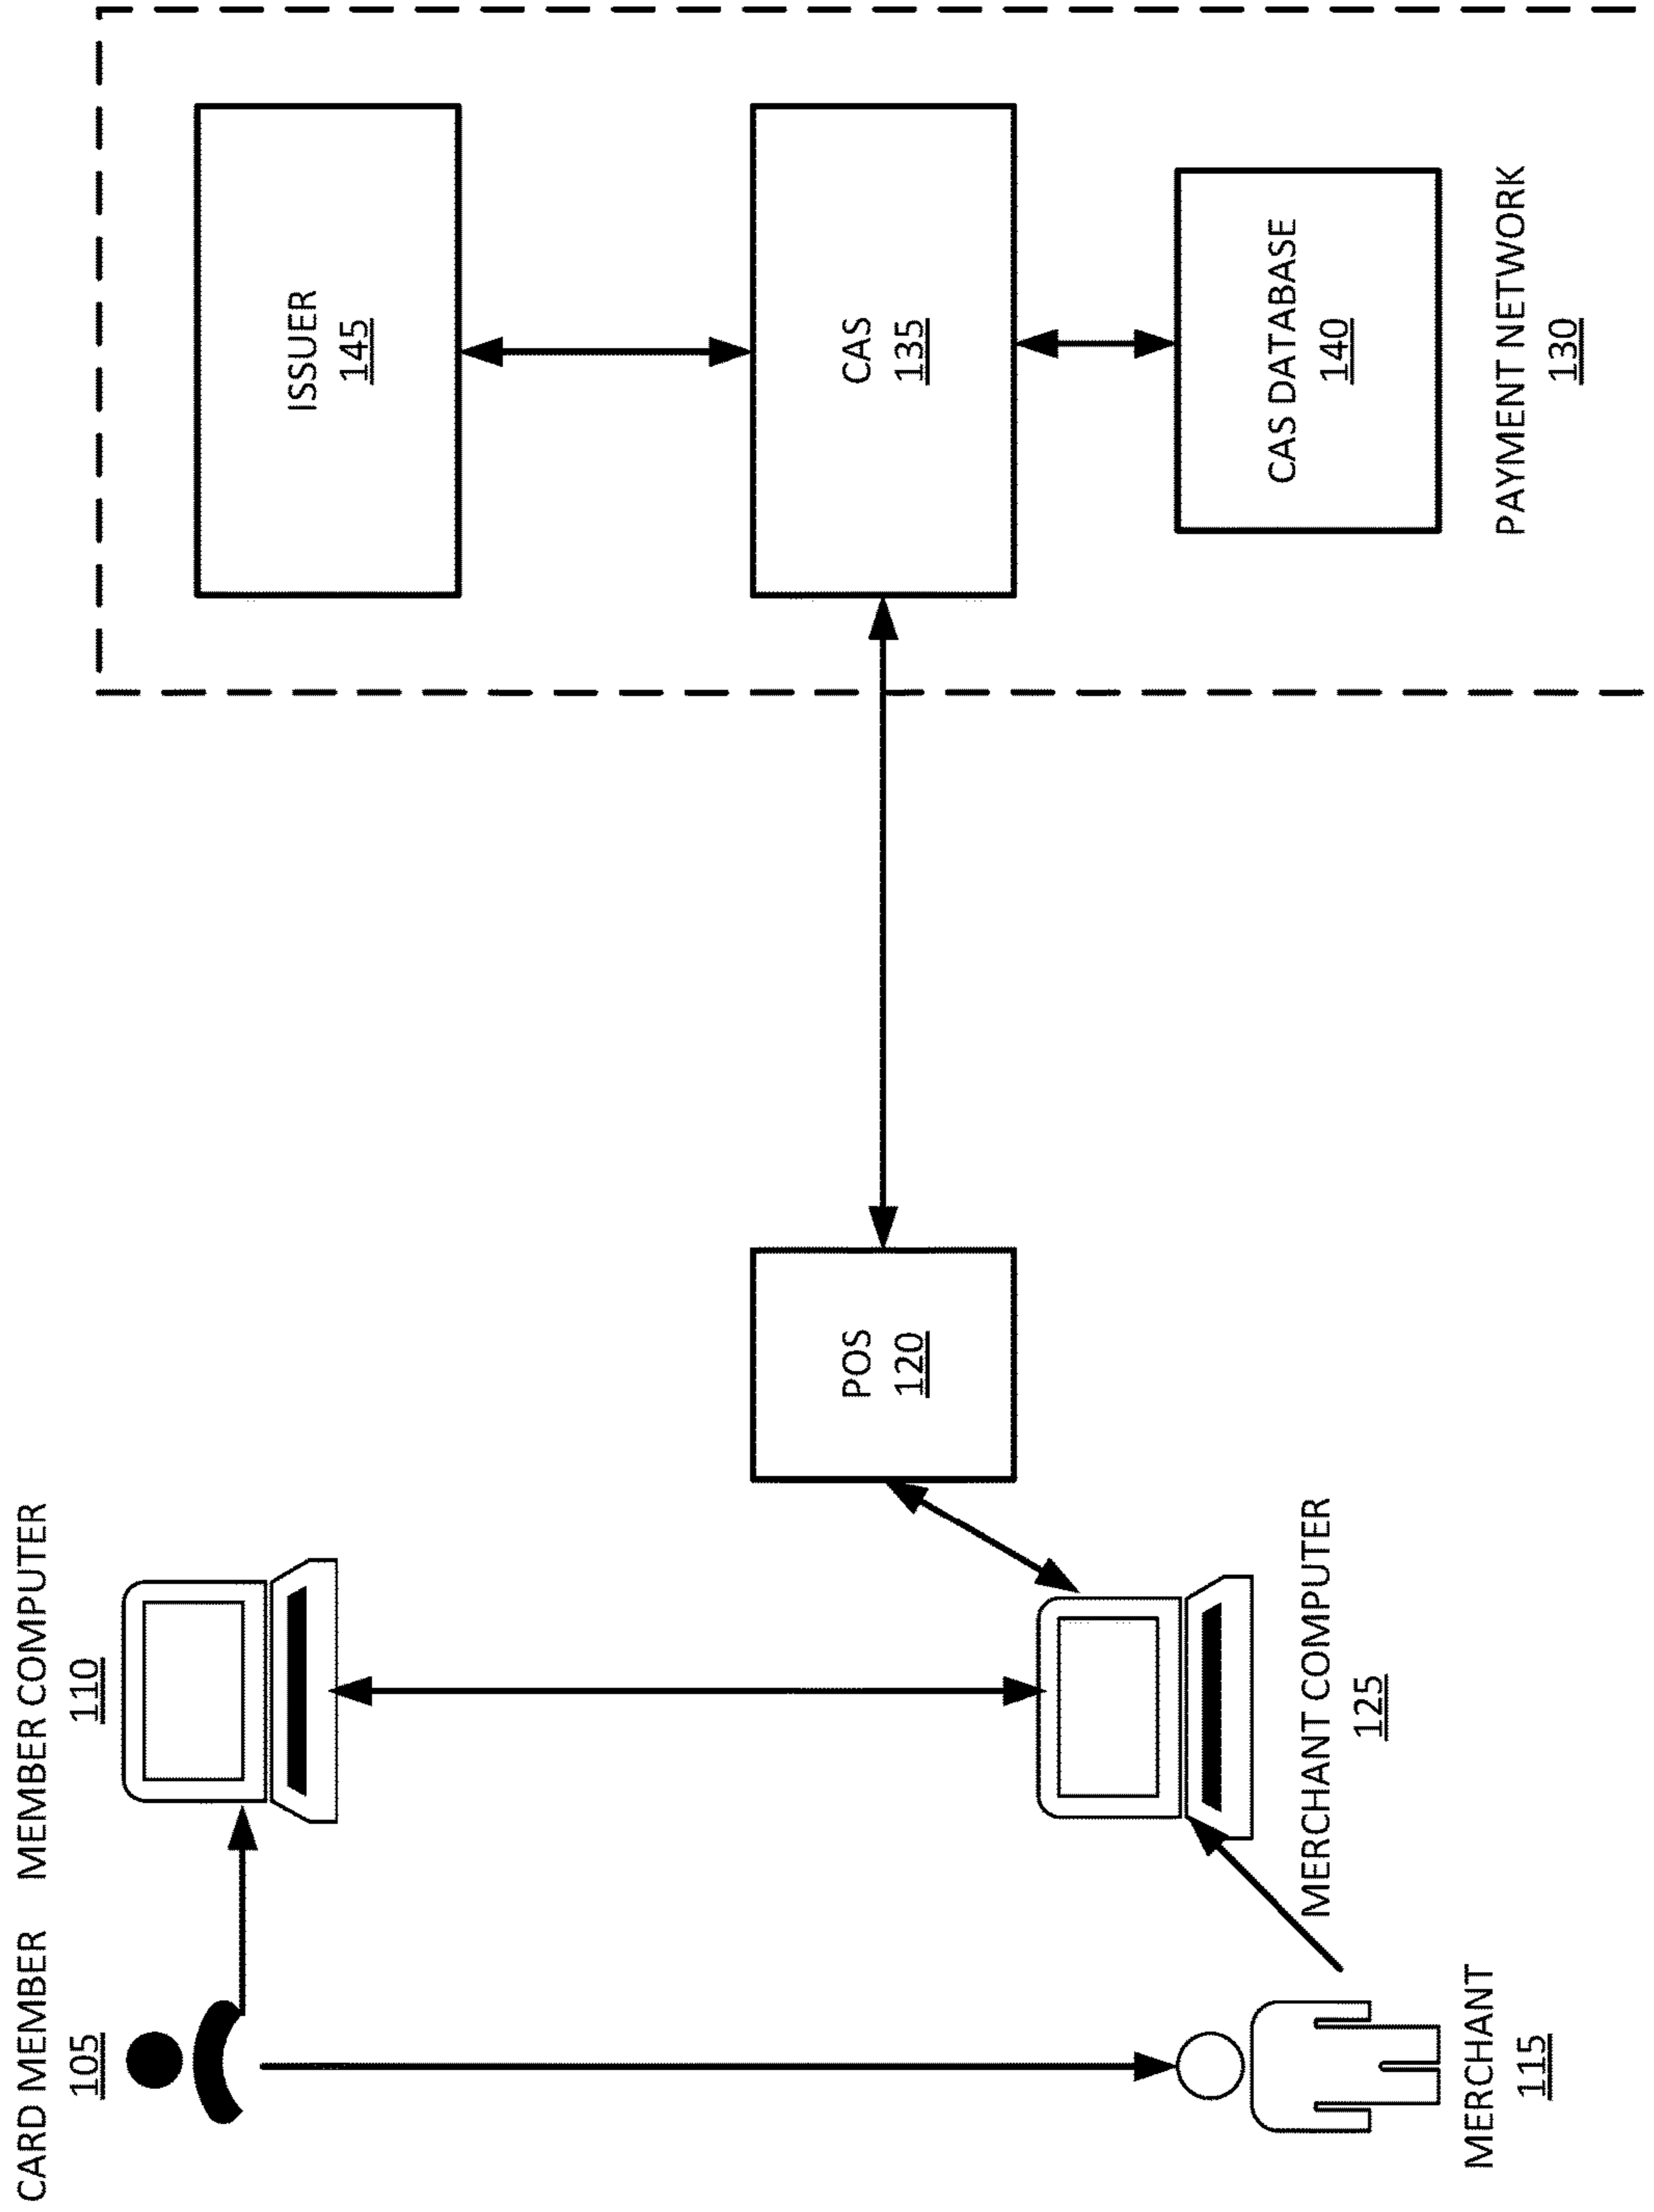 CARD MEMBER
105
MEMBER COMPUTER
110
ISSUER
145
POS
120
CAS
135
MERCHANT COMPUTER
125
CAS DATABASE
140
MERCHANT
115
PAYMENT NETWORK
130